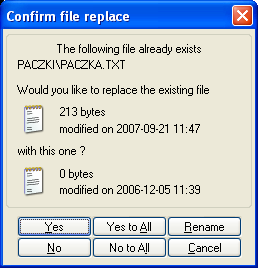 Confirm file replace
The following file already exists
PACZKI\PACZKA.TXT
Would you like to replace the existing file
213 bytes
modified on 2007-09-21 11:47
with this one ?
0 bytes
modified on 2006-12-05 11:39
Yes Yes to All Rename
No No to All Cancel